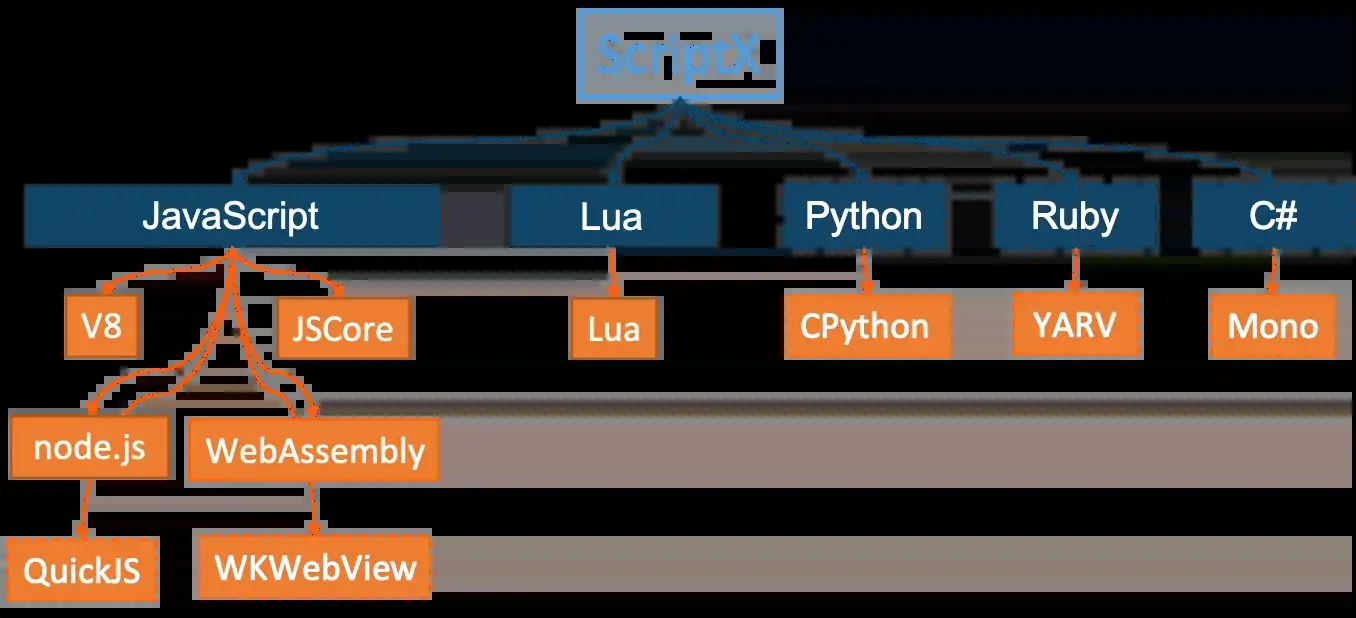 ScriptX
JavaScript
Lua
Python
Ruby
C#
V8
JSCore
Lua
CPython
YARV
Mono
node.js
WebAssembly
QuickJS
WKWebView